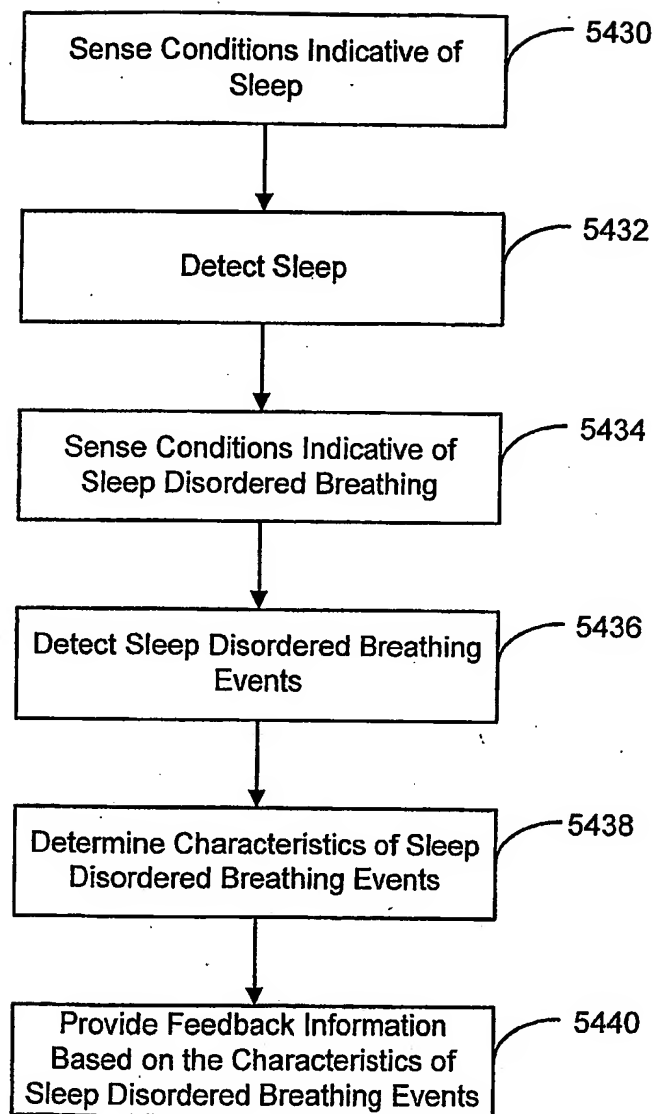 Sense Conditions Indicative of
Sleep
5430
Detect Sleep
5432
Sense Conditions Indicative of
Sleep Disordered Breathing
5434
Detect Sleep Disordered Breathing
Events
5436
Determine Characteristics of Sleep
Disordered Breathing Events
5438
Provide Feedback Information
Based on the Characteristics of
Sleep Disordered Breathing Events
5440